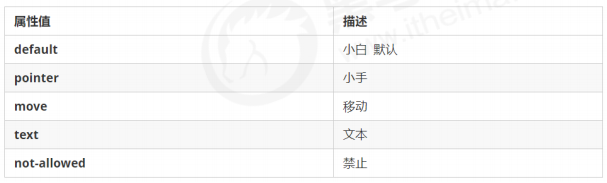 属性值 描述
default 小白 默认
pointer 小手
move 移动
text 文本
not-allowed 禁止